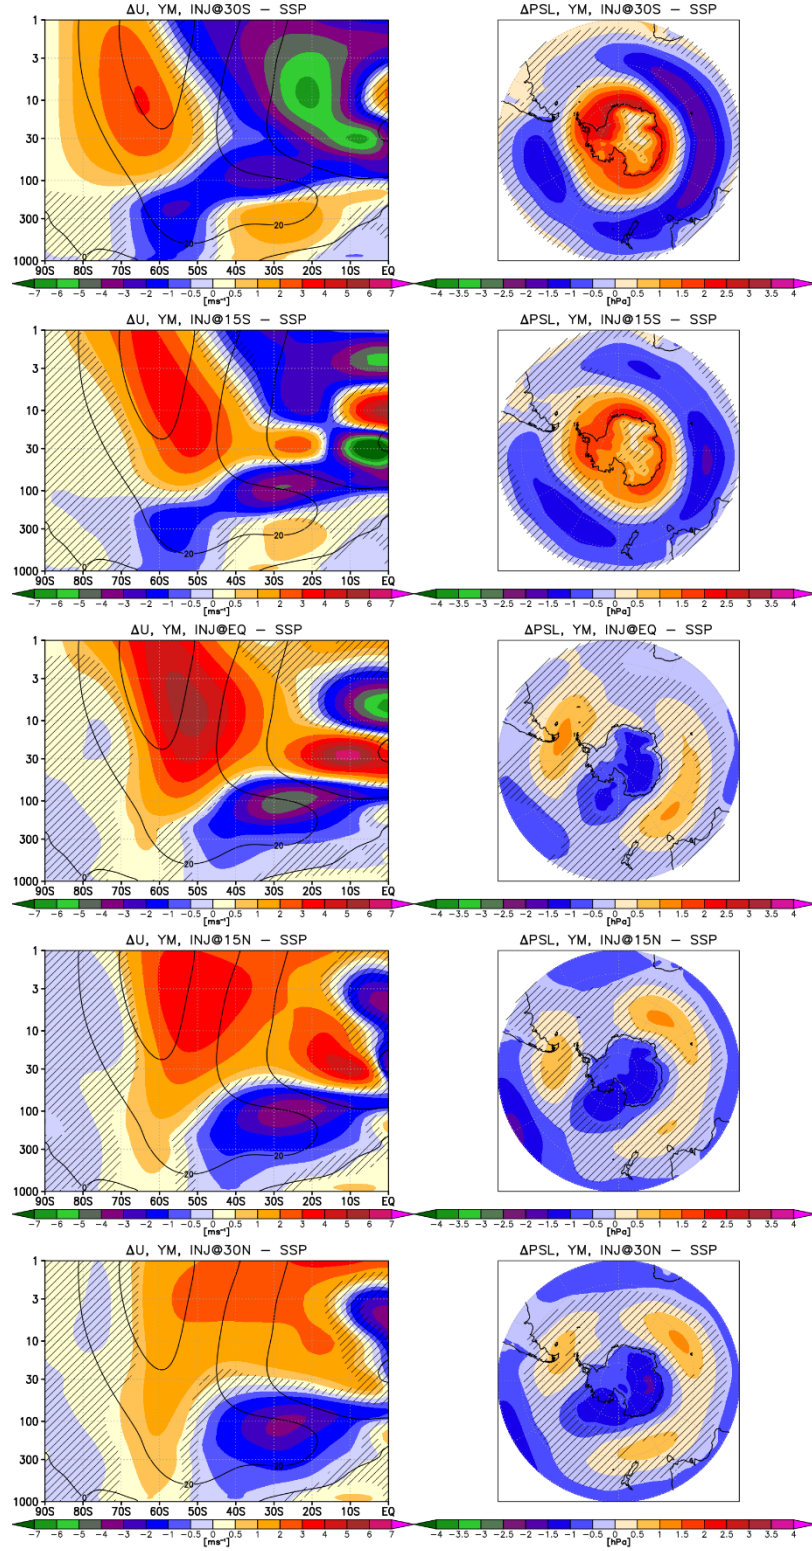 ΔU, YM, INJ@30S – SSP
ΔPSL, YM, INJ@30S – SSP
1
3
10
30
100
300
1000
20
0
90S 80S 70S 60S 50S 40S 30S 20S 10S EQ
-7 -6 -5 -4 -3 -2 -1 -0.5 0.5 1 2 3 4 5 6 7
[ms⁻¹]
-4 -3.5 -3 -2.5 -2 -1.5 -1 -0.5 0.5 1 1.5 2 2.5 3 3.5 4
[hPa]
ΔU, YM, INJ@15S – SSP
ΔPSL, YM, INJ@15S – SSP
1
3
10
30
100
300
1000
20
0
90S 80S 70S 60S 50S 40S 30S 20S 10S EQ
-7 -6 -5 -4 -3 -2 -1 -0.5 0.5 1 2 3 4 5 6 7
[ms⁻¹]
-4 -3.5 -3 -2.5 -2 -1.5 -1 -0.5 0.5 1 1.5 2 2.5 3 3.5 4
[hPa]
ΔU, YM, INJ@EQ – SSP
ΔPSL, YM, INJ@EQ – SSP
1
3
10
30
100
300
1000
20
0
90S 80S 70S 60S 50S 40S 30S 20S 10S EQ
-7 -6 -5 -4 -3 -2 -1 -0.5 0.5 1 2 3 4 5 6 7
[ms⁻¹]
-4 -3.5 -3 -2.5 -2 -1.5 -1 -0.5 0.5 1 1.5 2 2.5 3 3.5 4
[hPa]
ΔU, YM, INJ@15N – SSP
ΔPSL, YM, INJ@15N – SSP
1
3
10
30
100
300
1000
20
0
90S 80S 70S 60S 50S 40S 30S 20S 10S EQ
-7 -6 -5 -4 -3 -2 -1 -0.5 0.5 1 2 3 4 5 6 7
[ms⁻¹]
-4 -3.5 -3 -2.5 -2 -1.5 -1 -0.5 0.5 1 1.5 2 2.5 3 3.5 4
[hPa]
ΔU, YM, INJ@30N – SSP
ΔPSL, YM, INJ@30N – SSP
1
3
10
30
100
300
1000
20
0
90S 80S 70S 60S 50S 40S 30S 20S 10S EQ
-7 -6 -5 -4 -3 -2 -1 -0.5 0.5 1 2 3 4 5 6 7
[ms⁻¹]
-4 -3.5 -3 -2.5 -2 -1.5 -1 -0.5 0.5 1 1.5 2 2.5 3 3.5 4
[hPa]